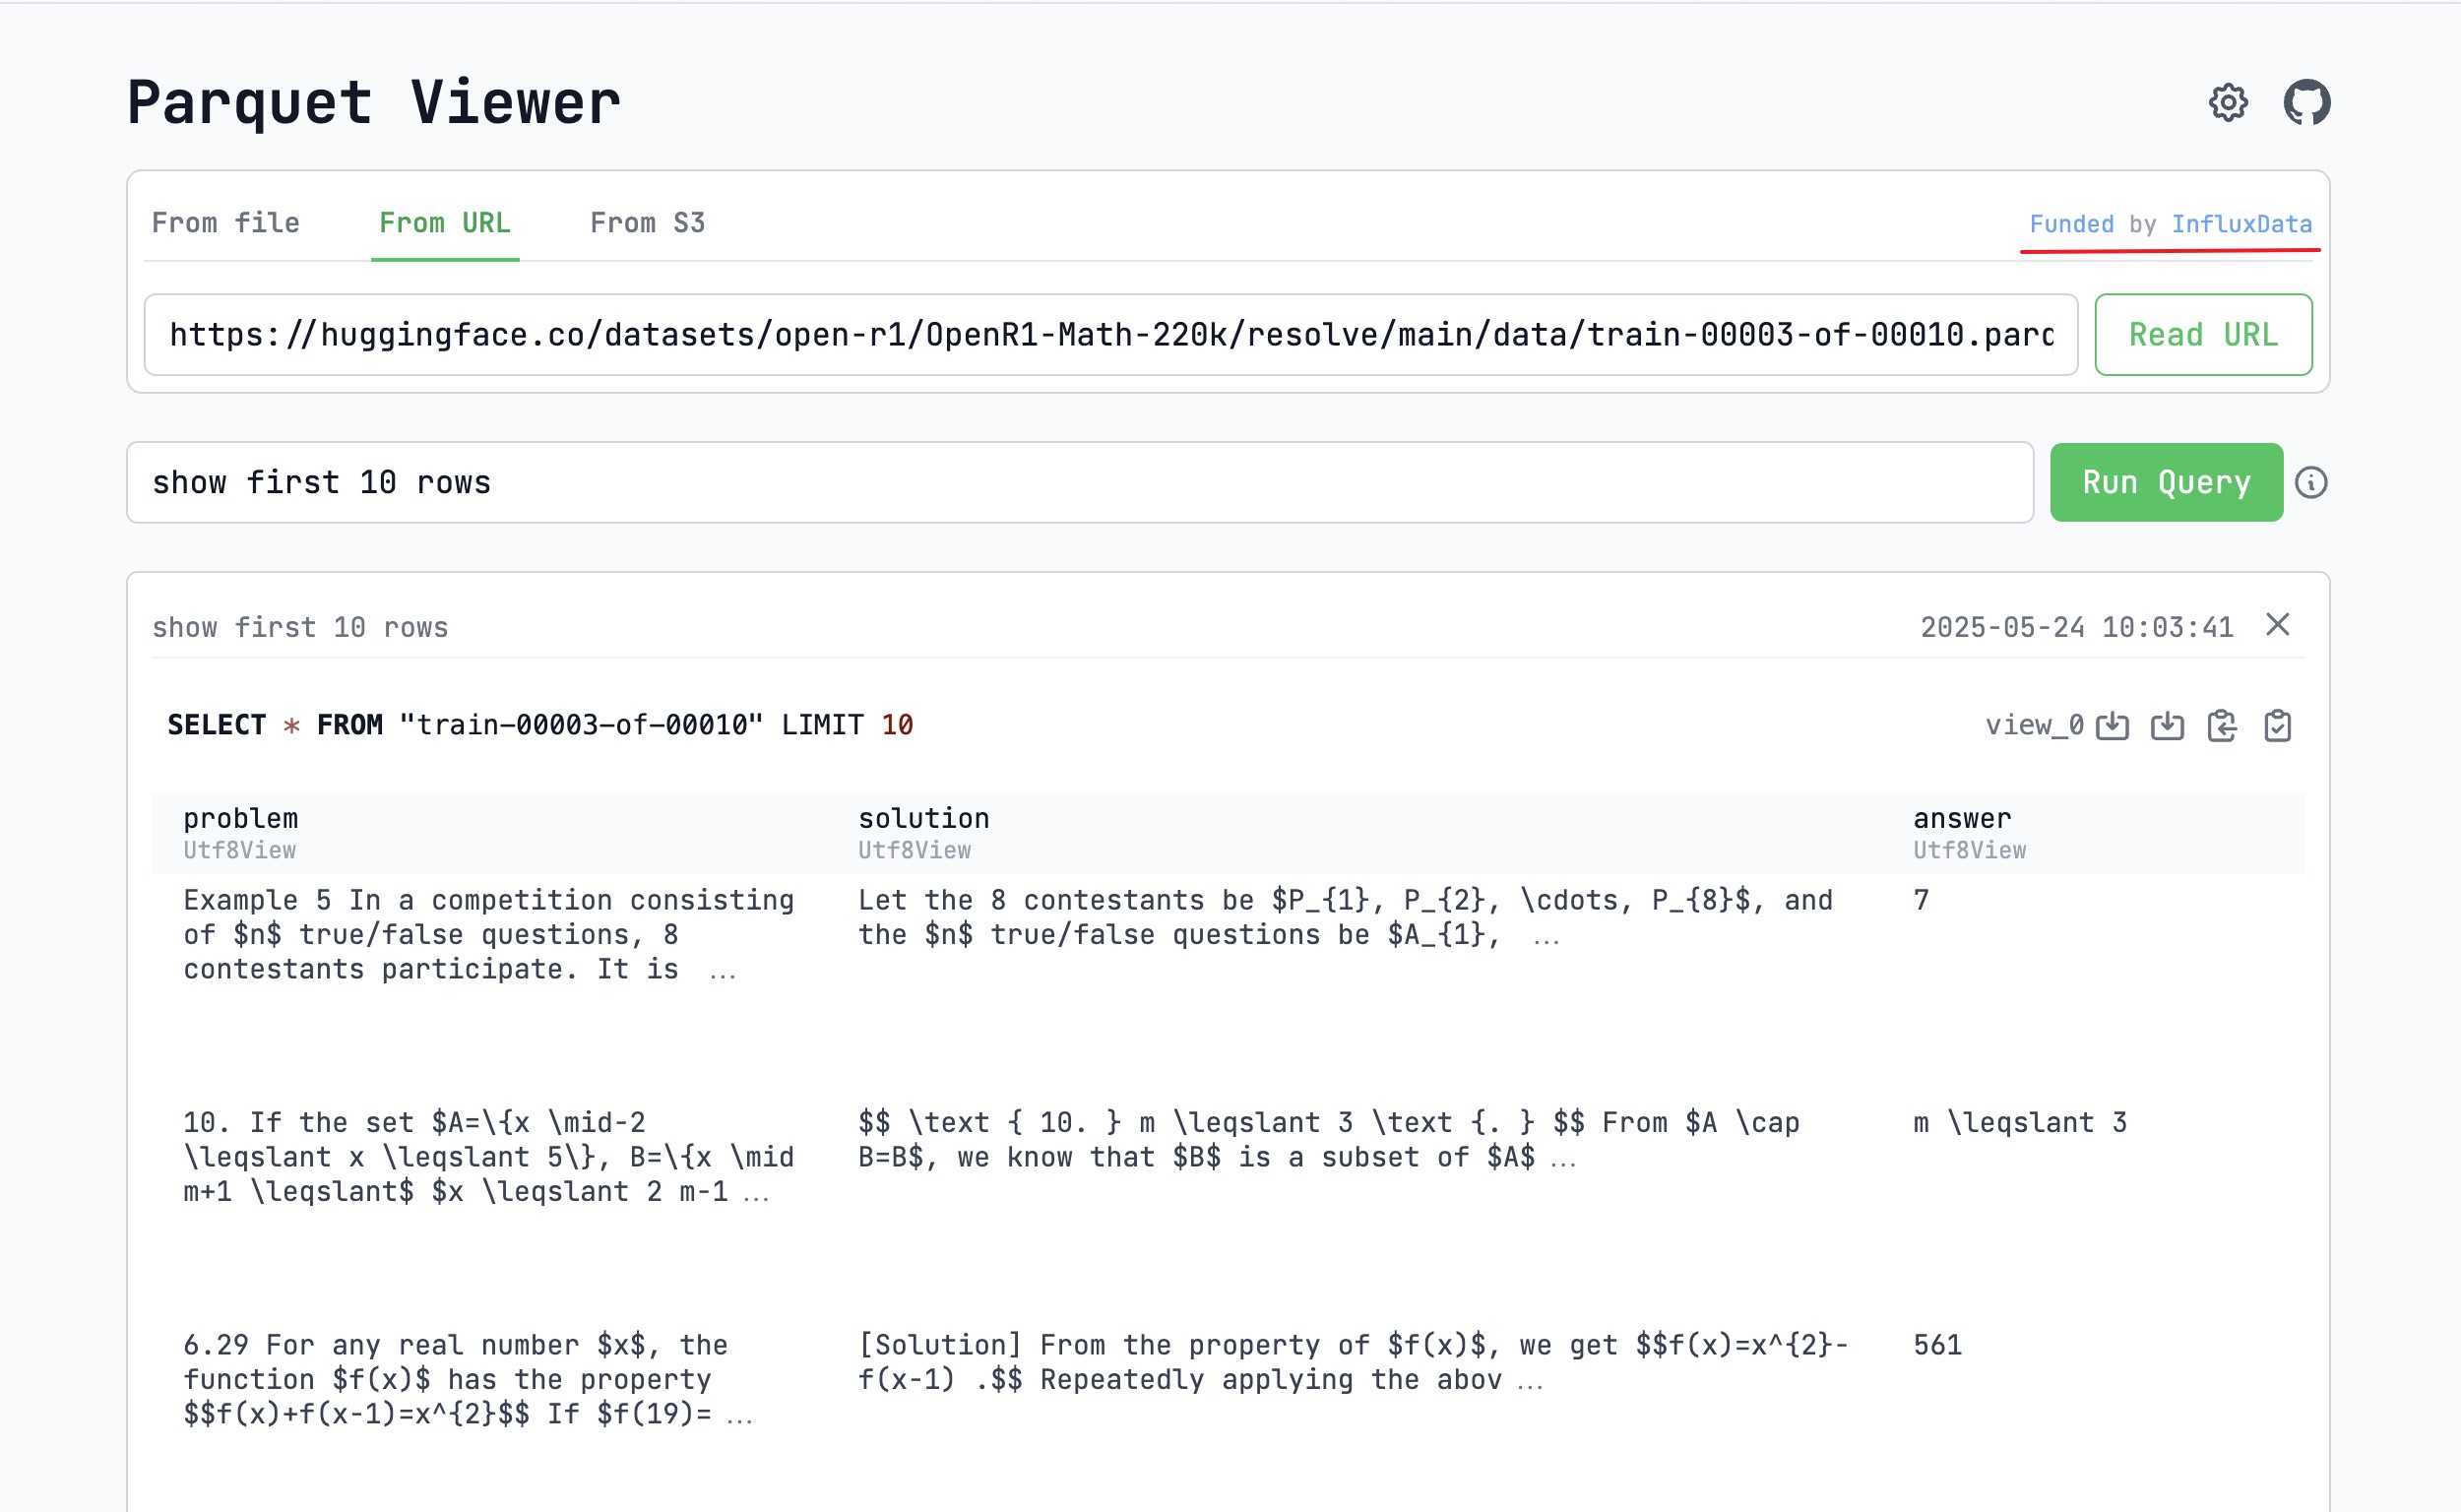 Parquet Viewer
From file From URL From S3 Funded by InfluxData
https://huggingface.co/datasets/open-r1/OpenR1-Math-220k/resolve/main/data/train-00003-of-00010.parq Read URL
show first 10 rows Run Query
show first 10 rows 2025-05-24 10:03:41
SELECT * FROM "train-00003-of-00010" LIMIT 10 view_0
problem solution answer
Utf8View Utf8View Utf8View
Example 5 In a competition consisting
of $n$ true/false questions, 8
contestants participate. It is ...
Let the 8 contestants be $P_{1}, P_{2}, \cdots, P_{8}$, and
the $n$ true/false questions be $A_{1}, ...
7
10. If the set $A=\{x \mid-2
\leqslant x \leqslant 5\}, B=\{x \mid
m+1 \leqslant$ $x \leqslant 2 m-1 ...
$$ \text { 10. } m \leqslant 3 \text {. } $$ From $A \cap
B=B$, we know that $B$ is a subset of $A$ ...
m \leqslant 3
6.29 For any real number $x$, the
function $f(x)$ has the property
$$f(x)+f(x-1)=x^{2}$$ If $f(19)= ...
[Solution] From the property of $f(x)$, we get $$f(x)=x^{2}-
f(x-1) .$$ Repeatedly applying the abov ...
561